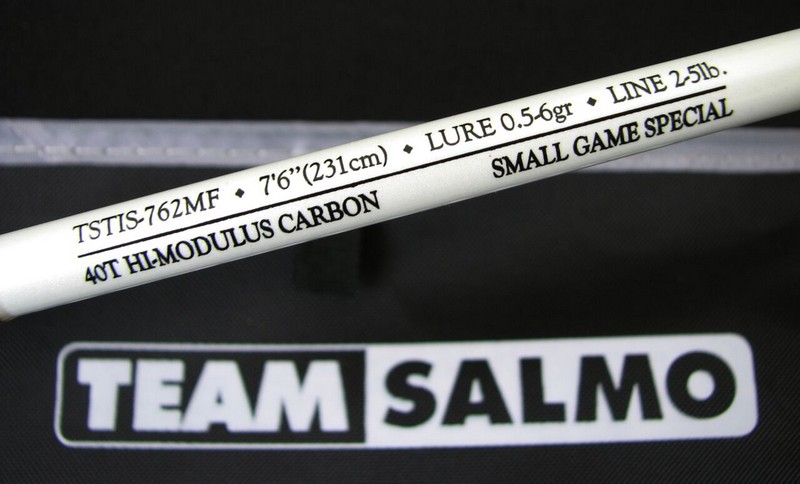 TSTIS-762MF ⬥ 7'6”(231cm) ⬥ LURE 0.5-6gr ⬥ LINE 2-5lb.
40T HI-MODULUS CARBON SMALL GAME SPECIAL
TEAM SALMO